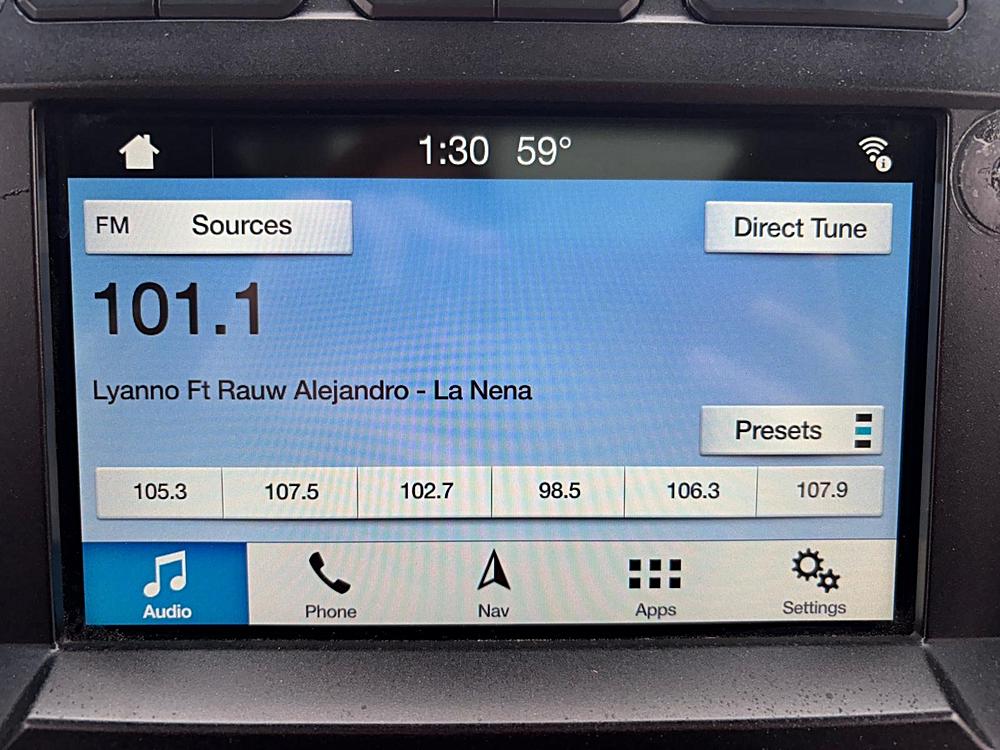 1:30 59°
FM Sources
Direct Tune
101.1
Lyanno Ft Rauw Alejandro - La Nena
Presets
105.3 107.5 102.7 98.5 106.3 107.9
Audio Phone Nav Apps Settings